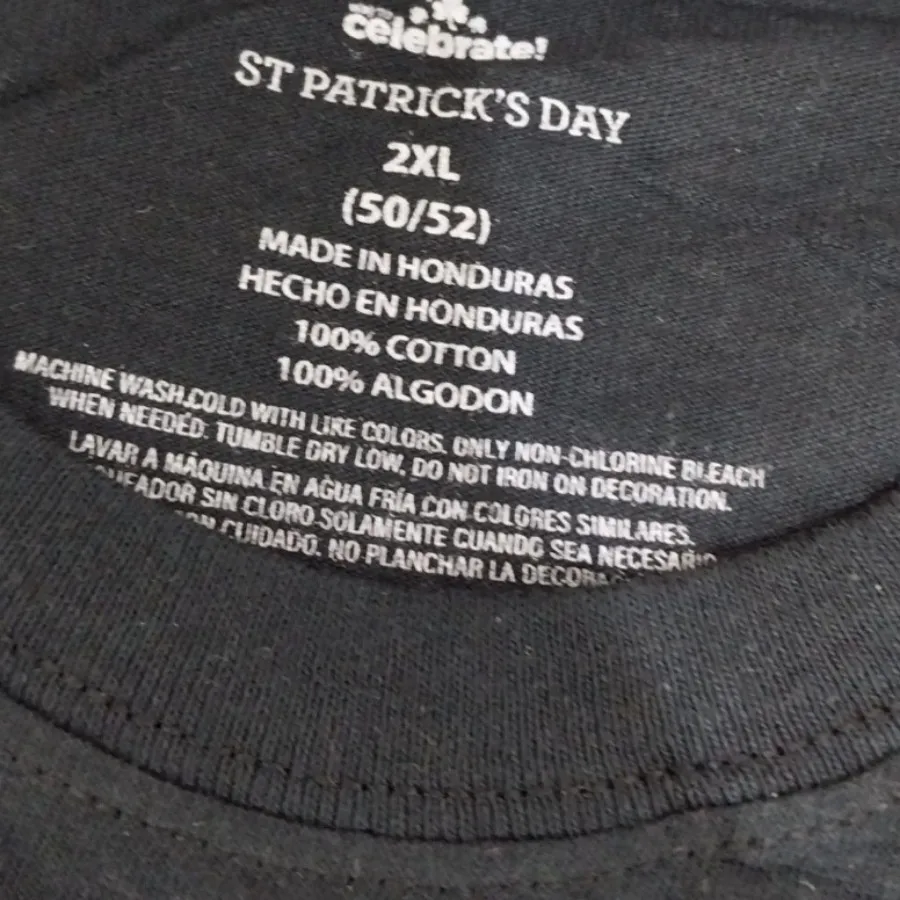 celebrate!
ST PATRICK'S DAY
2XL
(50/52)
MADE IN HONDURAS
HECHO EN HONDURAS
100% COTTON
100% ALGODON
MACHINE WASH COLD WITH LIKE COLORS. ONLY NON-CHLORINE BLEACH
WHEN NEEDED. TUMBLE DRY LOW, DO NOT IRON ON DECORATION.
LAVAR A MÁQUINA EN AGUA FRÍA CON COLORES SIMILARES.
SIN CLORO SOLAMENTE CUANDO SEA
CUIDADO. NO PLANCHAR LA